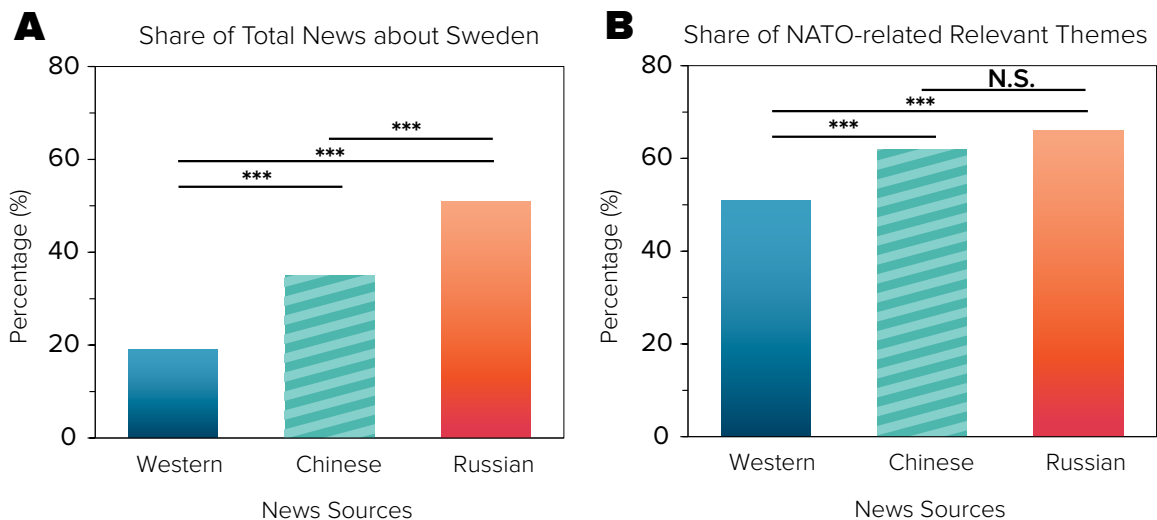 A
Share of Total News about Sweden
80
60
40
20
0
Percentage (%)
***
***
***
Western
Chinese
Russian
News Sources
B
Share of NATO-related Relevant Themes
80
60
40
20
0
Percentage (%)
N.S.
***
***
Western
Chinese
Russian
News Sources